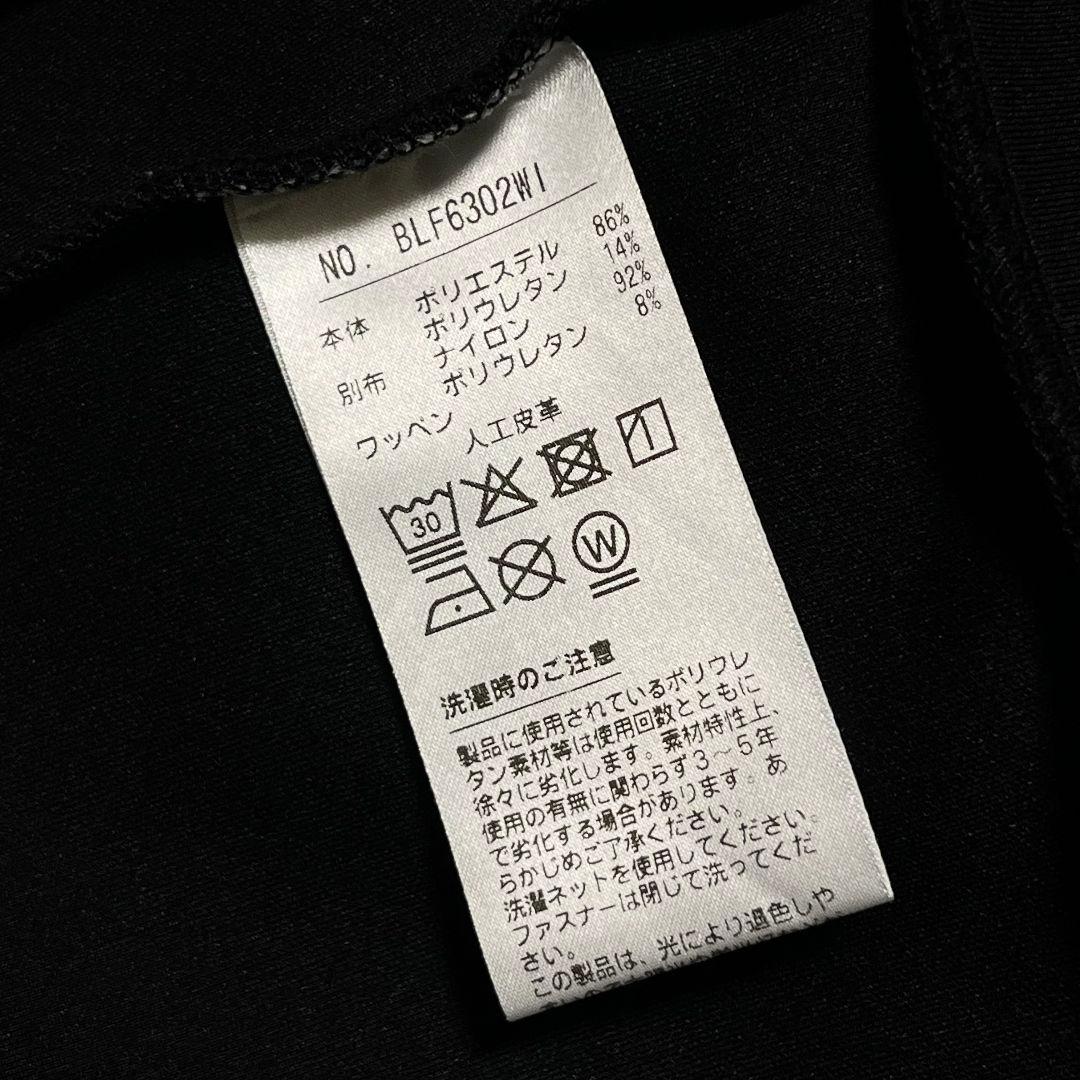 NO. BLF6302WI
本体 ポリエステル 86%
ポリウレタン 14%
別布 ナイロン 92%
ポリウレタン 8%
ワッペン 人工皮革
30
W
洗濯時のご注意
製品に使用されているポリウレ
タン素材等は使用回数とともに
徐々に劣化します。素材特性上、
使用の有無に関わらず3～5年
で劣化する場合があります。あ
らかじめご了承ください。
洗濯ネットを使用してください。
ファスナーは閉じて洗ってくだ
さい。
この製品は、光により退色しや